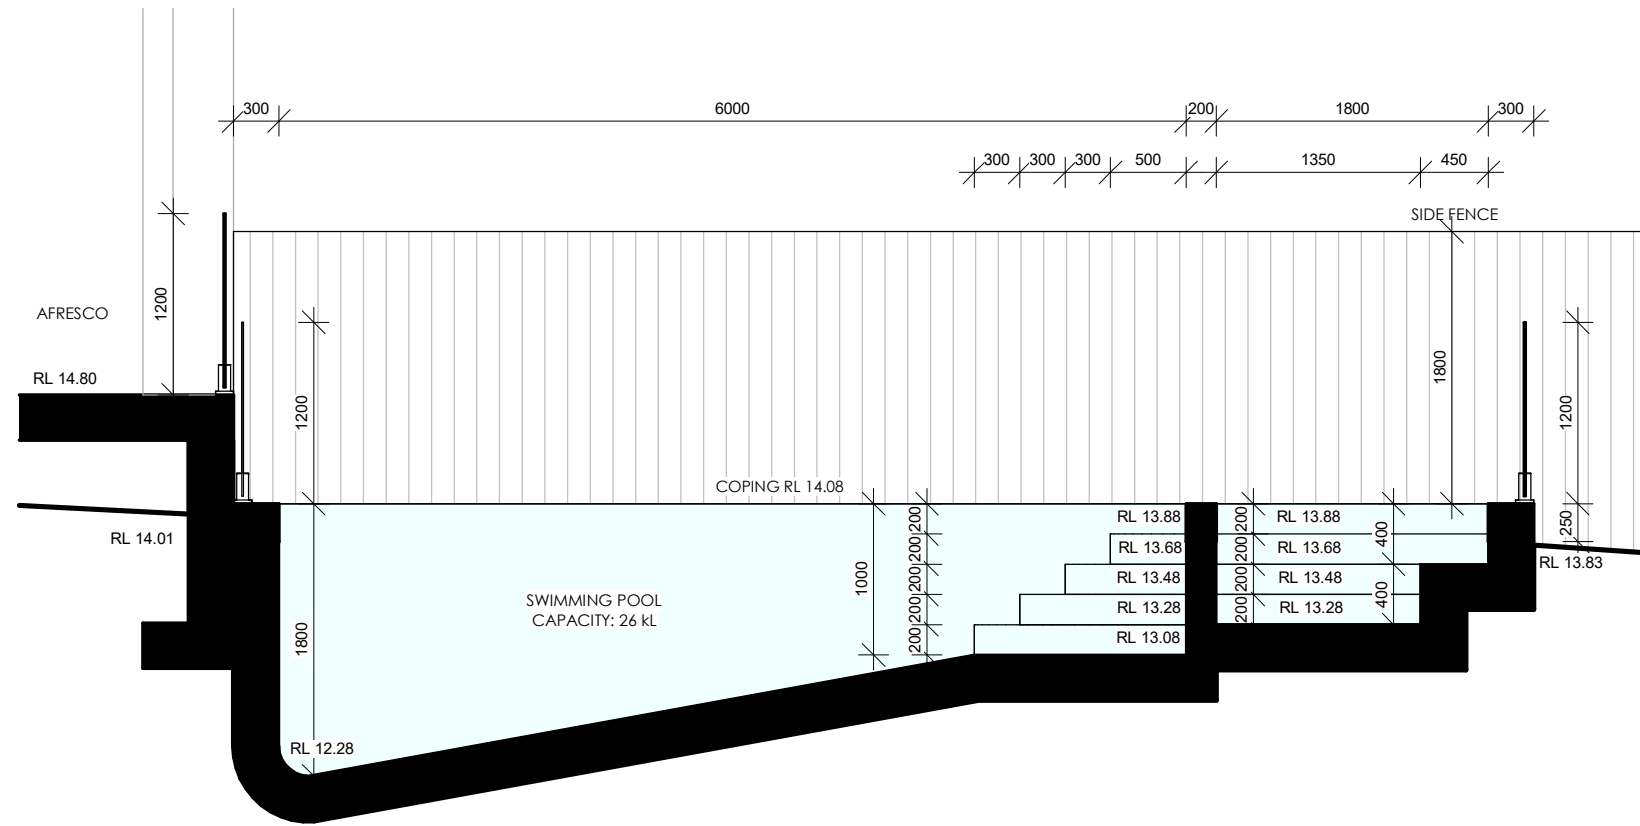 300
6000
200
1800
300
300
300
300
500
1350
450
SIDE FENCE
1200
AFRESCO
RL 14.80
1200
1800
1200
COPING RL 14.08
RL 14.01
200
200
200
200
200
1000
RL 13.88
RL 13.68
RL 13.48
RL 13.28
RL 13.08
200
200
200
200
RL 13.88
RL 13.68
RL 13.48
RL 13.28
400
400
250
RL 13.83
SWIMMING POOL
CAPACITY: 26 kL
1800
RL 12.28